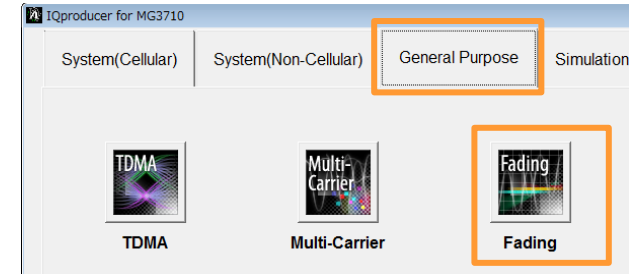 IQproducer for MG3710
System(Cellular) System(Non-Cellular) General Purpose Simulation
TDMA Multi-Carrier Fading
TDMA Multi-Carrier Fading